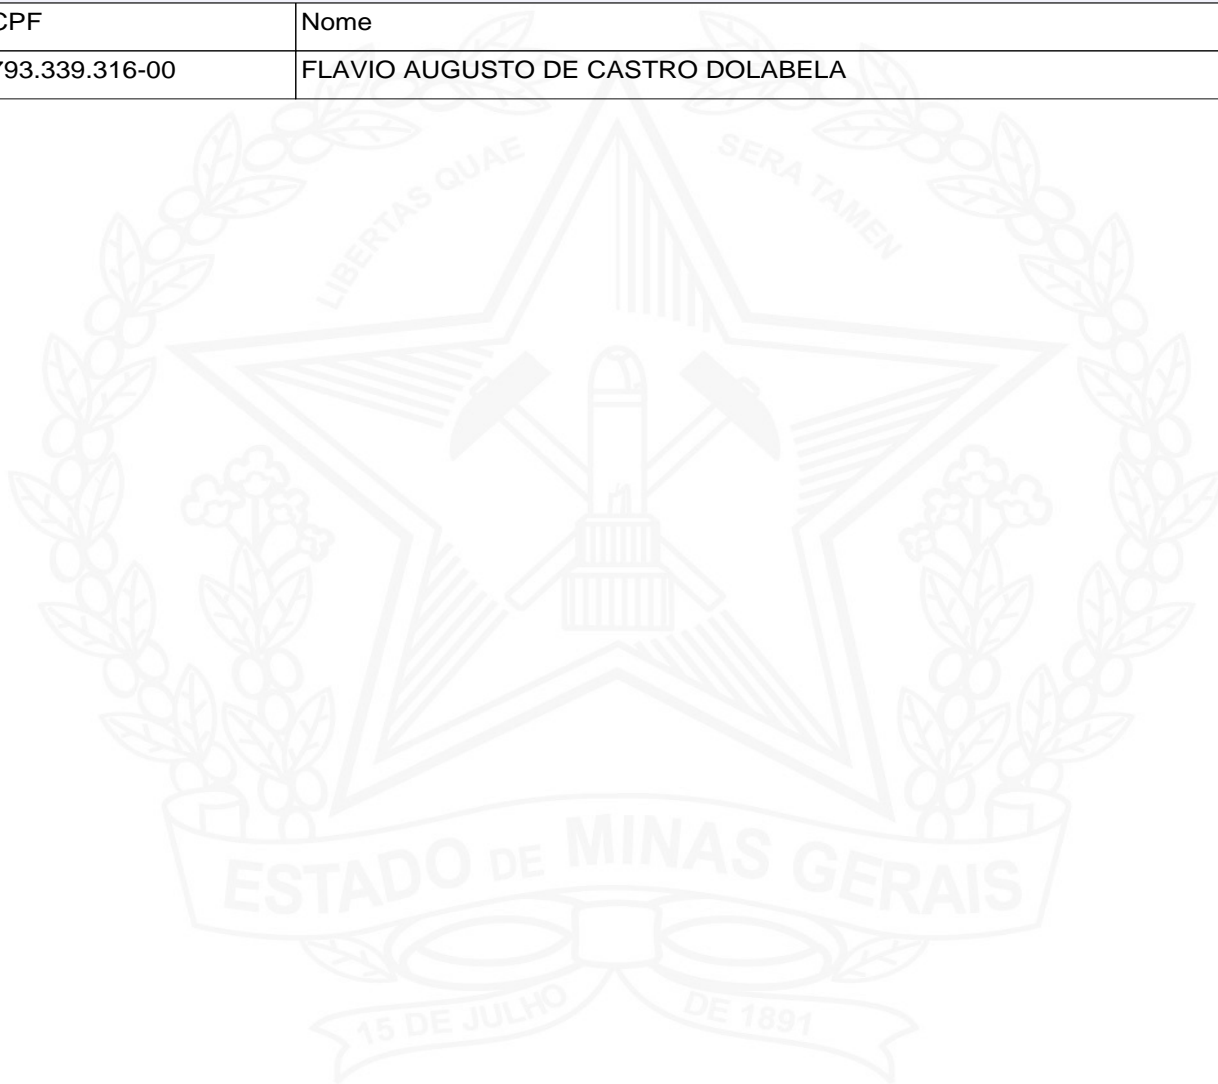 CPF Nome
793.339.316-00 FLAVIO AUGUSTO DE CASTRO DOLABELA
LIBERTAS QUAE SERA TAMEN
ESTADO DE MINAS GERAIS
15 DE JULHO DE 1891